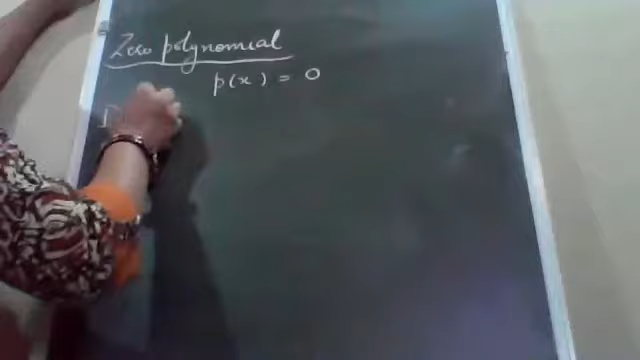 Zero polynomial
p(x) = 0